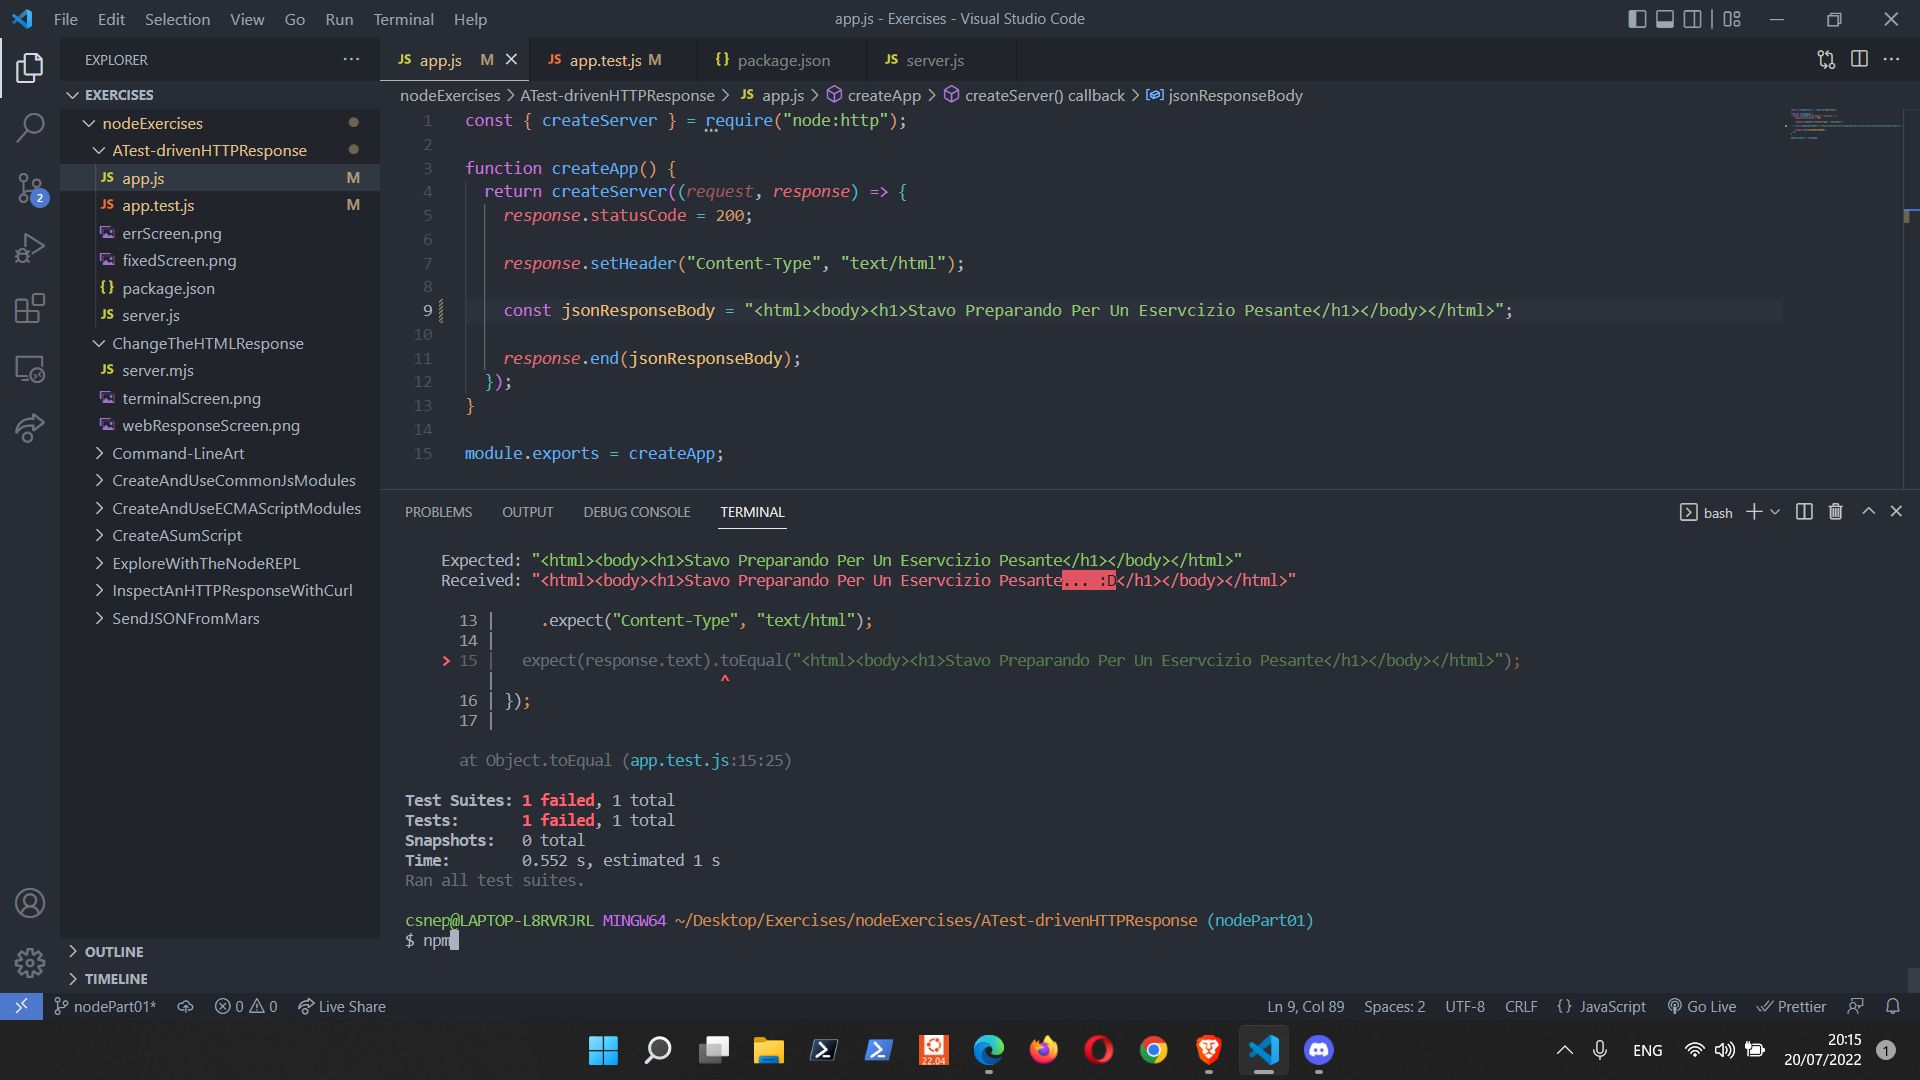 File Edit Selection View Go Run Terminal Help
app.js - Exercises - Visual Studio Code
EXPLORER
EXERCISES
nodeExercises
ATest-drivenHTTPResponse
JS app.js M
JS app.test.js M
errScreen.png
fixedScreen.png
{} package.json
JS server.js
ChangeTheHTMLResponse
JS server.mjs
terminalScreen.png
webResponseScreen.png
Command-LineArt
CreateAndUseCommonJsModules
CreateAndUseECMAScriptModules
CreateASumScript
ExploreWithTheNodeREPL
InspectAnHTTPResponseWithCurl
SendJSONFromMars
OUTLINE
TIMELINE
2
JS app.js M
JS app.test.js M
{} package.json
JS server.js
nodeExercises > ATest-drivenHTTPResponse > JS app.js > createApp > createServer() callback > jsonResponseBody
1 const { createServer } = require("node:http");
2
3 function createApp() {
4 return createServer((request, response) => {
5 response.statusCode = 200;
6
7 response.setHeader("Content-Type", "text/html");
8
9 const jsonResponseBody = "<html><body><h1>Stavo Preparando Per Un Eservcizio Pesante</h1></body></html>";
10
11 response.end(jsonResponseBody);
12 });
13 }
14
15 module.exports = createApp;
PROBLEMS OUTPUT DEBUG CONSOLE TERMINAL
bash
Expected: "<html><body><h1>Stavo Preparando Per Un Eservcizio Pesante</h1></body></html>"
Received: "<html><body><h1>Stavo Preparando Per Un Eservcizio Pesante... :D</h1></body></html>"
13 | .expect("Content-Type", "text/html");
14 |
> 15 | expect(response.text).toEqual("<html><body><h1>Stavo Preparando Per Un Eservcizio Pesante</h1></body></html>");
| ^
16 | });
17 |
at Object.toEqual (app.test.js:15:25)
Test Suites: 1 failed, 1 total
Tests: 1 failed, 1 total
Snapshots: 0 total
Time: 0.552 s, estimated 1 s
Ran all test suites.
csnep@LAPTOP-L8RVRJRL MINGW64 ~/Desktop/Exercises/nodeExercises/ATest-drivenHTTPResponse (nodePart01)
$ npm
nodePart01* 0 0 Live Share
Ln 9, Col 89 Spaces: 2 UTF-8 CRLF {} JavaScript Go Live Prettier
22.04
ENG
20:15
20/07/2022
1